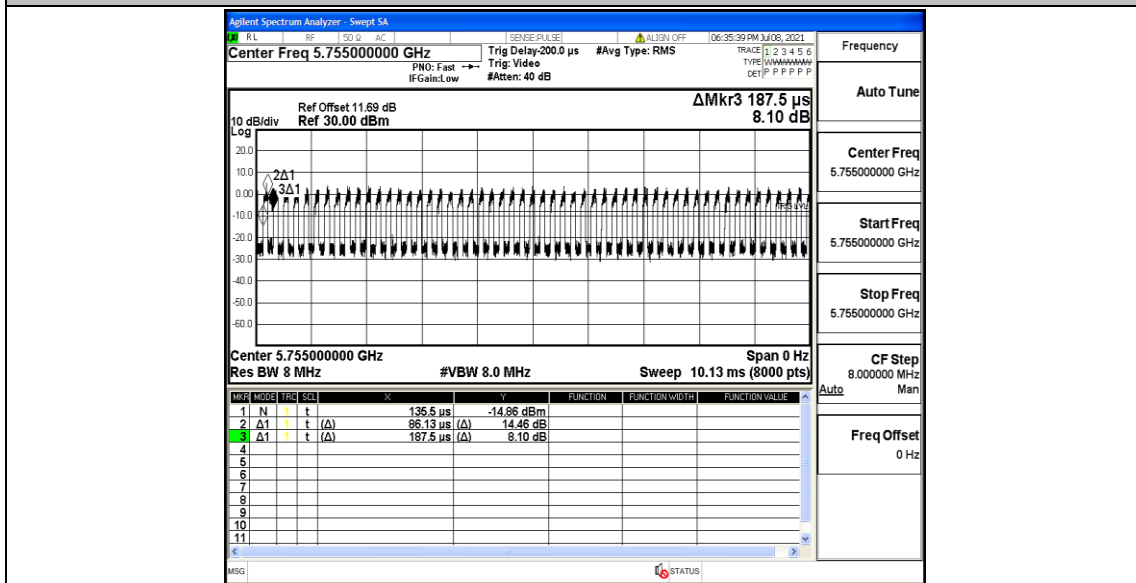 Agilent Spectrum Analyzer - Swept SA
RL RF 50 Ω AC SENSE:PULSE ALIGN OFF 06:35:39 PM Jul 08, 2021
Center Freq 5.755000000 GHz
PNO: Fast
IFGain:Low
Trig Delay-200.0 µs
Trig: Video
#Atten: 40 dB
#Avg Type: RMS
TRACE 1 2 3 4 5 6
TYPE
DET P P P P P P
Frequency
Auto Tune
Ref Offset 11.69 dB
10 dB/div Ref 30.00 dBm
ΔMkr3 187.5 µs
8.10 dB
Log
20.0
10.0
0.00
-10.0
-20.0
-30.0
-40.0
-50.0
-60.0
2Δ1
3Δ1
TRIG LVL
Center Freq
5.755000000 GHz
Start Freq
5.755000000 GHz
Stop Freq
5.755000000 GHz
Center 5.755000000 GHz Span 0 Hz
Res BW 8 MHz #VBW 8.0 MHz Sweep 10.13 ms (8000 pts)
CF Step
8.000000 MHz
Auto Man
MKR MODE TRC SCL X Y FUNCTION FUNCTION WIDTH FUNCTION VALUE
1 N 1 t 135.5 µs -14.86 dBm
2 Δ1 1 t (Δ) 86.13 µs (Δ) 14.46 dB
3 Δ1 1 t (Δ) 187.5 µs (Δ) 8.10 dB
4
5
6
7
8
9
10
11
Freq Offset
0 Hz
MSG STATUS